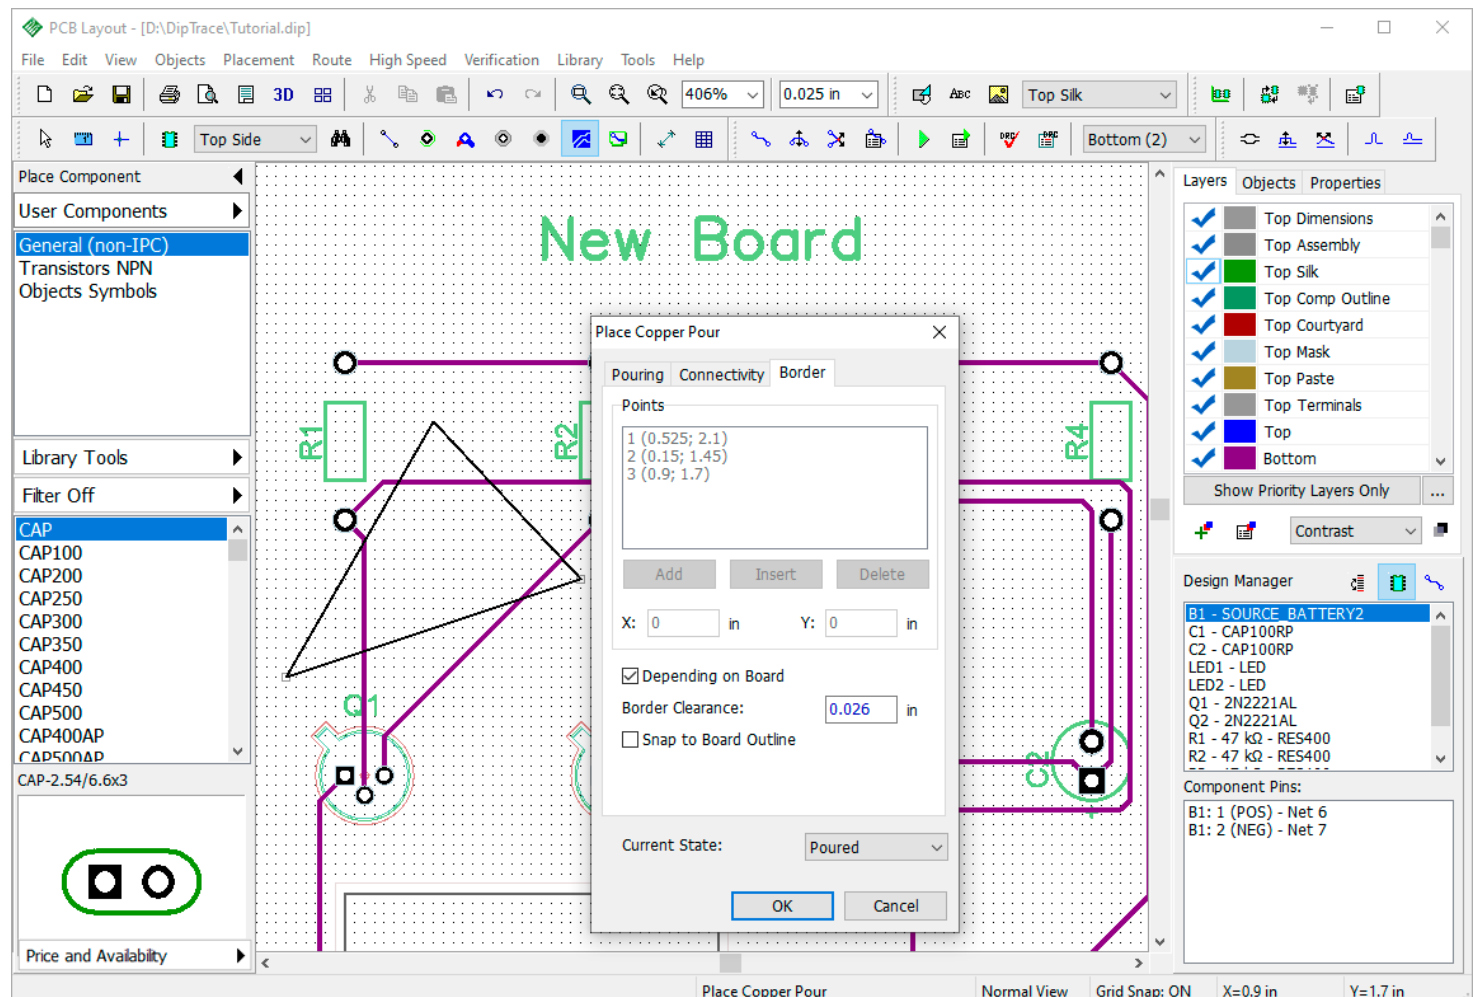 PCB Layout - [D:\DipTrace\Tutorial.dip]
File Edit View Objects Placement Route High Speed Verification Library Tools Help
3D 406% 0.025 in ABC Top Silk
Top Side DRC DRC Bottom (2)
Place Component
User Components
General (non-IPC)
Transistors NPN
Objects Symbols
Library Tools
Filter Off
CAP
CAP100
CAP200
CAP250
CAP300
CAP350
CAP400
CAP450
CAP500
CAP400AP
CAP500AP
CAP-2.54/6.6x3
Price and Availability
New Board
R1
R2
R4
Q1
C2
Place Copper Pour
Pouring Connectivity Border
Points
1 (0.525; 2.1)
2 (0.15; 1.45)
3 (0.9; 1.7)
Add Insert Delete
X: 0 in Y: 0 in
Depending on Board
Border Clearance: 0.026 in
Snap to Board Outline
Current State: Poured
OK Cancel
Layers Objects Properties
Top Dimensions
Top Assembly
Top Silk
Top Comp Outline
Top Courtyard
Top Mask
Top Paste
Top Terminals
Top
Bottom
Show Priority Layers Only ...
Contrast
Design Manager
B1 - SOURCE_BATTERY2
C1 - CAP100RP
C2 - CAP100RP
LED1 - LED
LED2 - LED
Q1 - 2N2221AL
Q2 - 2N2221AL
R1 - 47 kΩ - RES400
R2 - 47 kΩ - RES400
Component Pins:
B1: 1 (POS) - Net 6
B1: 2 (NEG) - Net 7
Place Copper Pour Normal View Grid Snap: ON X=0.9 in Y=1.7 in